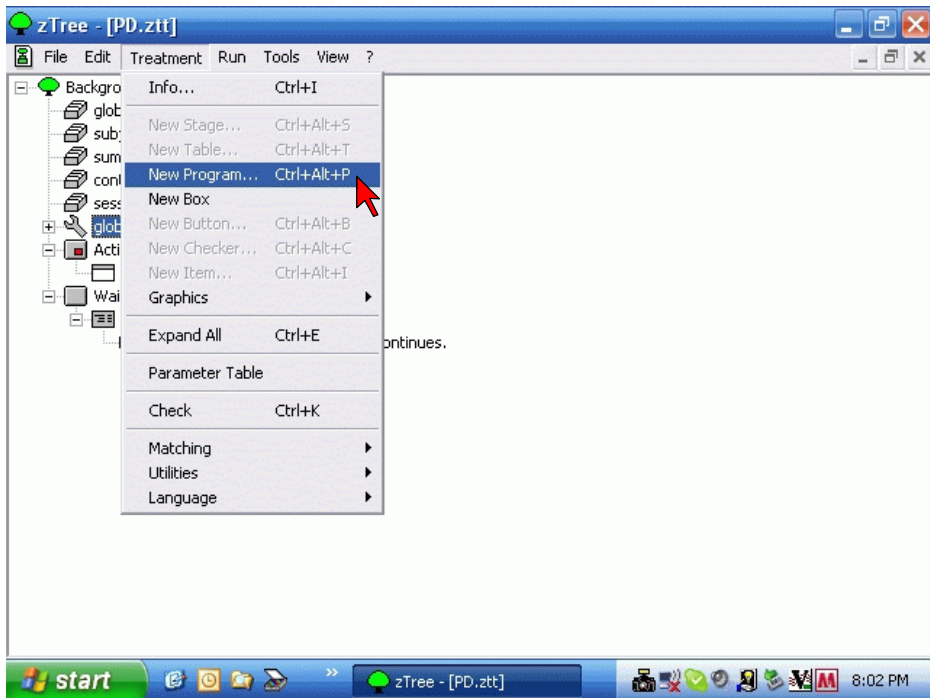 zTree - [PD.ztt]
File Edit Treatment Run Tools View ?
Backgro
glob
subj
sum
cont
sess
glob
Acti
Wai
ontinues.
Info... Ctrl+I
New Stage... Ctrl+Alt+S
New Table... Ctrl+Alt+T
New Program... Ctrl+Alt+P
New Box
New Button... Ctrl+Alt+B
New Checker... Ctrl+Alt+C
New Item... Ctrl+Alt+I
Graphics
Expand All Ctrl+E
Parameter Table
Check Ctrl+K
Matching
Utilities
Language
start
zTree - [PD.ztt]
8:02 PM